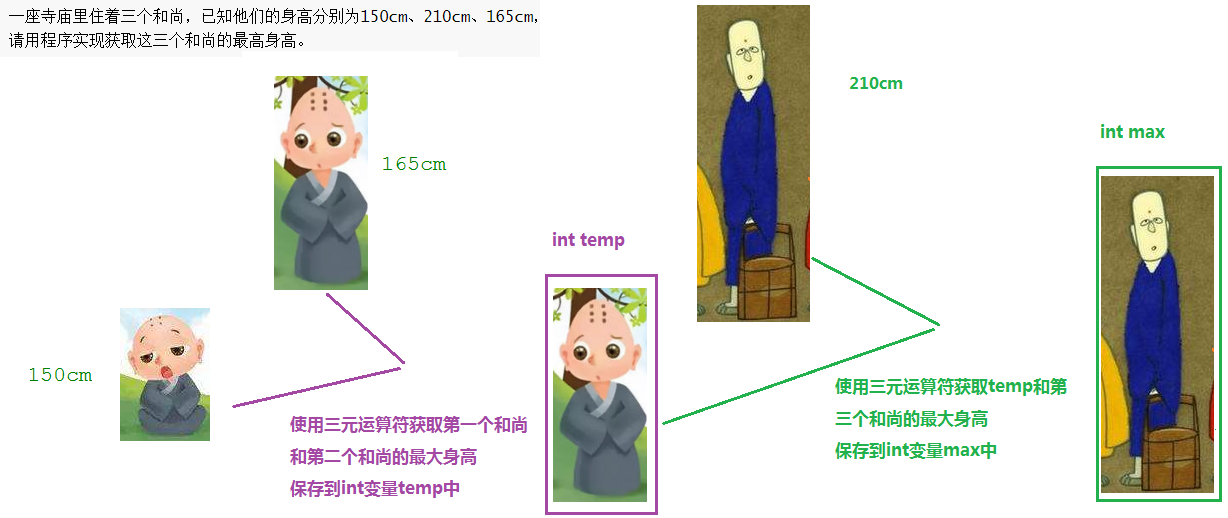 一座寺庙里住着三个和尚，已知他们的身高分别为150cm、210cm、165cm，
请用程序实现获取这三个和尚的最高身高。
165cm
150cm
int temp
使用三元运算符获取第一个和尚
和第二个和尚的最大身高
保存到int变量temp中
210cm
使用三元运算符获取temp和第
三个和尚的最大身高
保存到int变量max中
int max